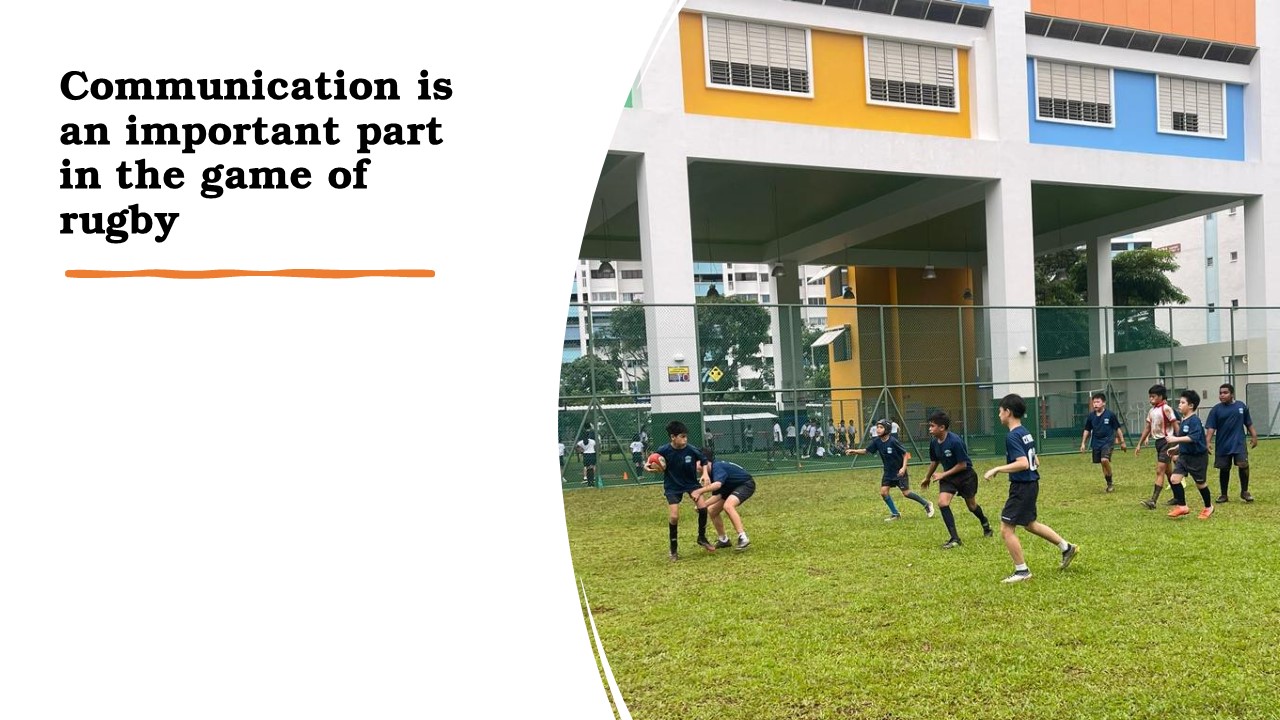 Communication is
an important part
in the game of
rugby